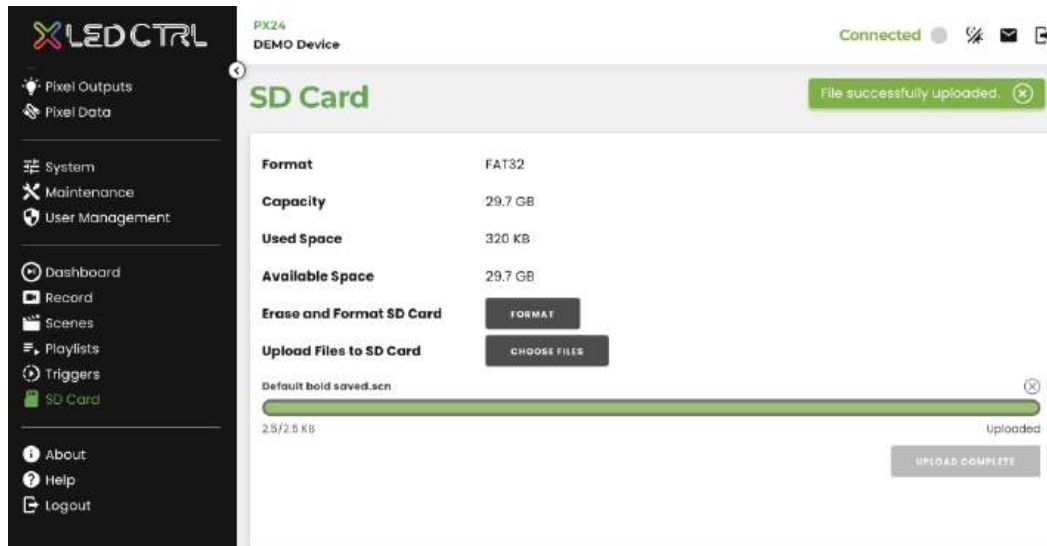 LED CTRL
PX24
DEMO Device
Connected
Pixel Outputs
Pixel Data
System
Maintenance
User Management
Dashboard
Record
Scenes
Playlists
Triggers
SD Card
About
Help
Logout
SD Card
File successfully uploaded.
Format FAT32
Capacity 29.7 GB
Used Space 320 KB
Available Space 29.7 GB
Erase and Format SD Card FORMAT
Upload Files to SD Card CHOOSE FILES
Default bold saved.scn
2.5/2.5 KB Uploaded
UPLOAD COMPLETE